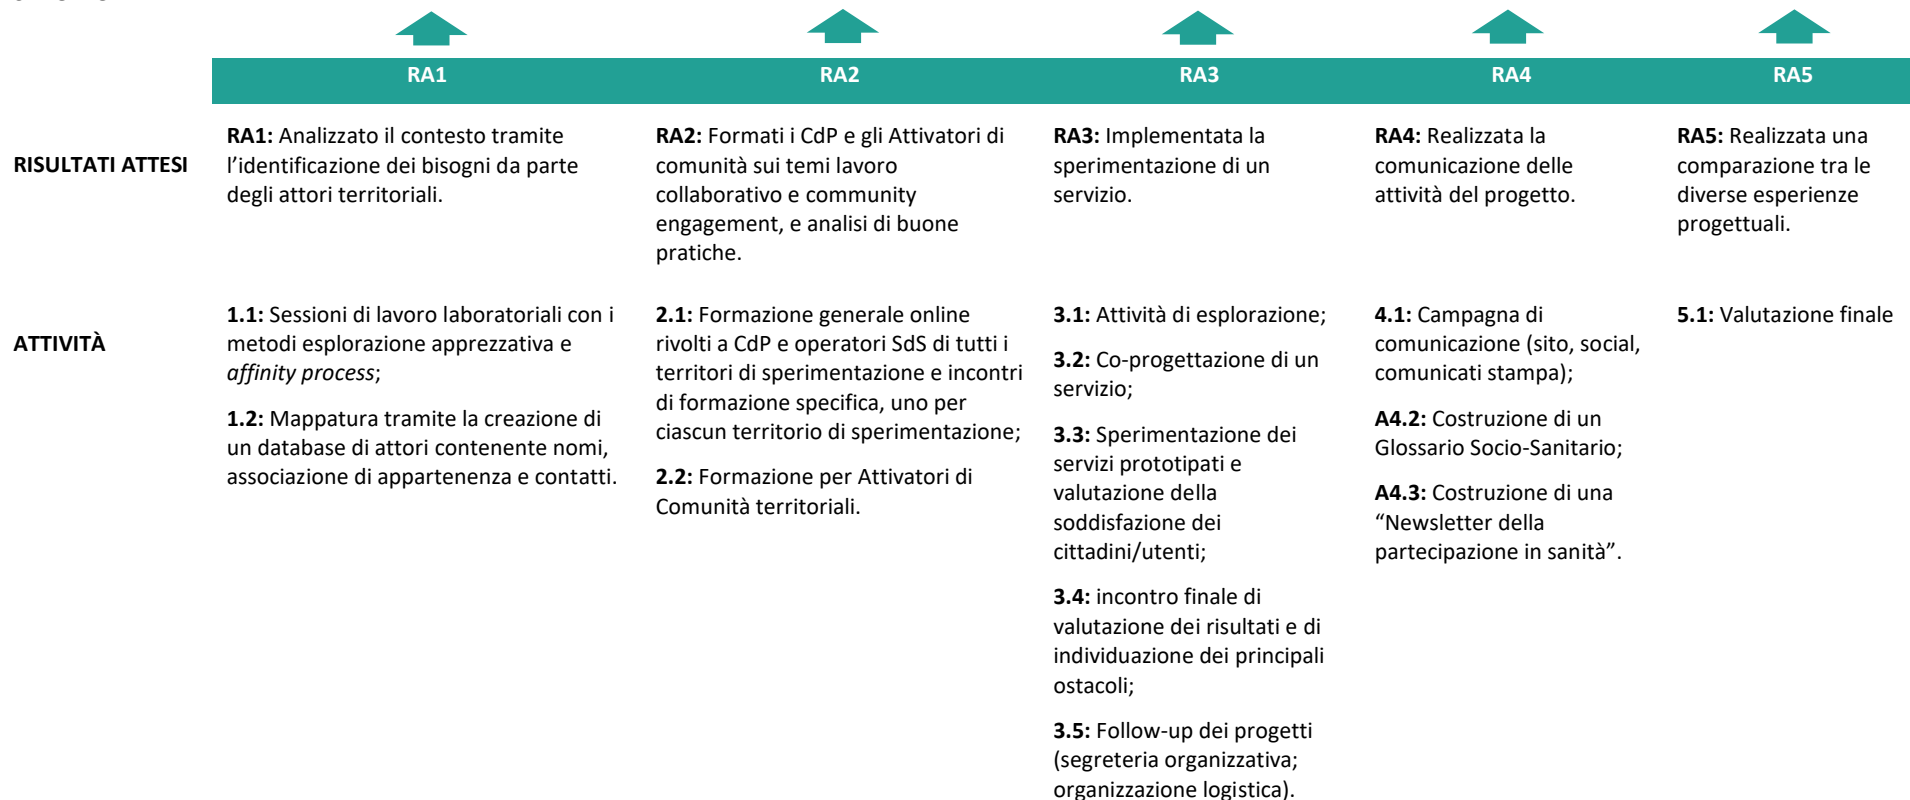 RA1 RA2 RA3 RA4 RA5
RISULTATI ATTESI
RA1: Analizzato il contesto tramite
l’identificazione dei bisogni da parte
degli attori territoriali.
RA2: Formati i CdP e gli Attivatori di
comunità sui temi lavoro
collaborativo e community
engagement, e analisi di buone
pratiche.
RA3: Implementata la
sperimentazione di un
servizio.
RA4: Realizzata la
comunicazione delle
attività del progetto.
RA5: Realizzata una
comparazione tra le
diverse esperienze
progettuali.
ATTIVITÀ
1.1: Sessioni di lavoro laboratoriali con i
metodi esplorazione apprezzativa e
affinity process;
1.2: Mappatura tramite la creazione di
un database di attori contenente nomi,
associazione di appartenenza e contatti.
2.1: Formazione generale online
rivolti a CdP e operatori SdS di tutti i
territori di sperimentazione e incontri
di formazione specifica, uno per
ciascun territorio di sperimentazione;
2.2: Formazione per Attivatori di
Comunità territoriali.
3.1: Attività di esplorazione;
3.2: Co-progettazione di un
servizio;
3.3: Sperimentazione dei
servizi prototipati e
valutazione della
soddisfazione dei
cittadini/utenti;
3.4: incontro finale di
valutazione dei risultati e di
individuazione dei principali
ostacoli;
3.5: Follow-up dei progetti
(segreteria organizzativa;
organizzazione logistica).
4.1: Campagna di
comunicazione (sito, social,
comunicati stampa);
A4.2: Costruzione di un
Glossario Socio-Sanitario;
A4.3: Costruzione di una
“Newsletter della
partecipazione in sanità”.
5.1: Valutazione finale